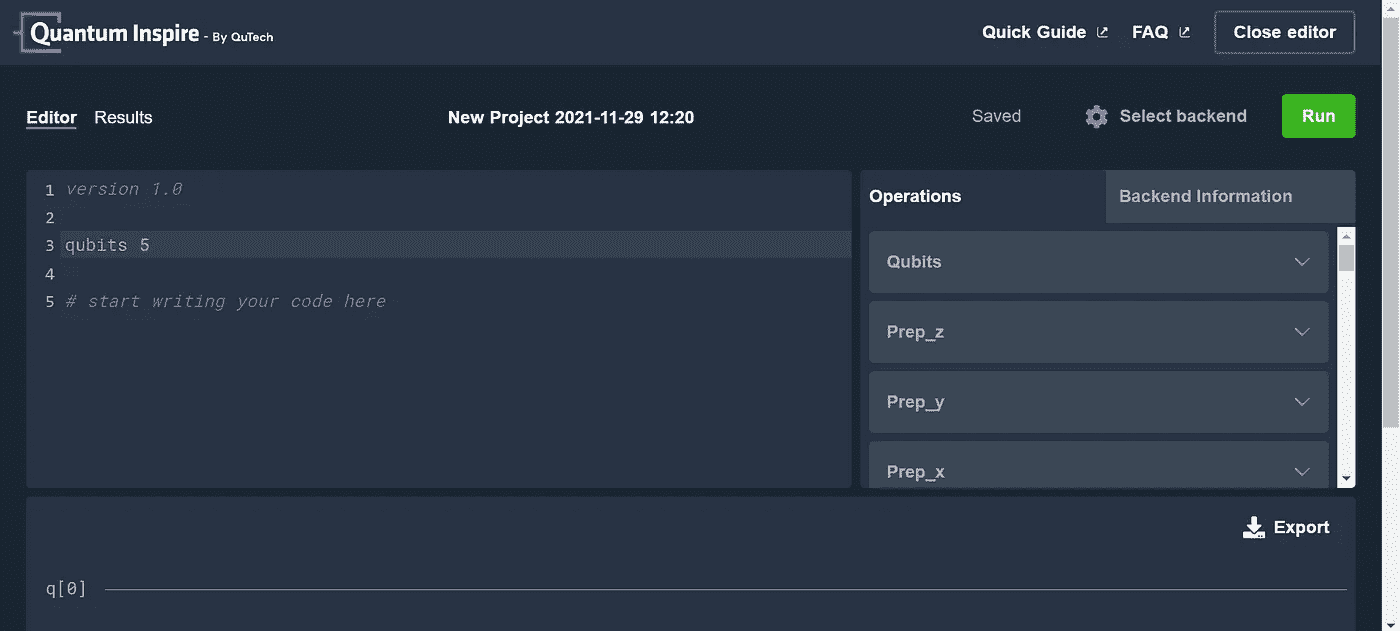 Quantum Inspire - By QuTech
Quick Guide
FAQ
Close editor
Editor
Results
New Project 2021-11-29 12:20
Saved
Select backend
Run
1 version 1.0
2
3 qubits 5
4
5 # start writing your code here
Operations
Backend Information
Qubits
Prep_z
Prep_y
Prep_x
Export
q[0]